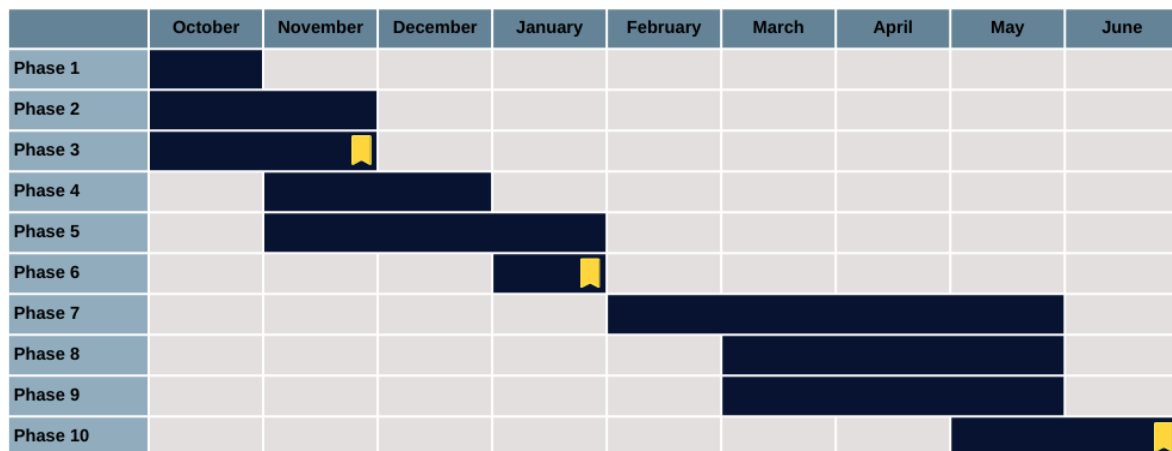 October November December January February March April May June
Phase 1
Phase 2
Phase 3
Phase 4
Phase 5
Phase 6
Phase 7
Phase 8
Phase 9
Phase 10